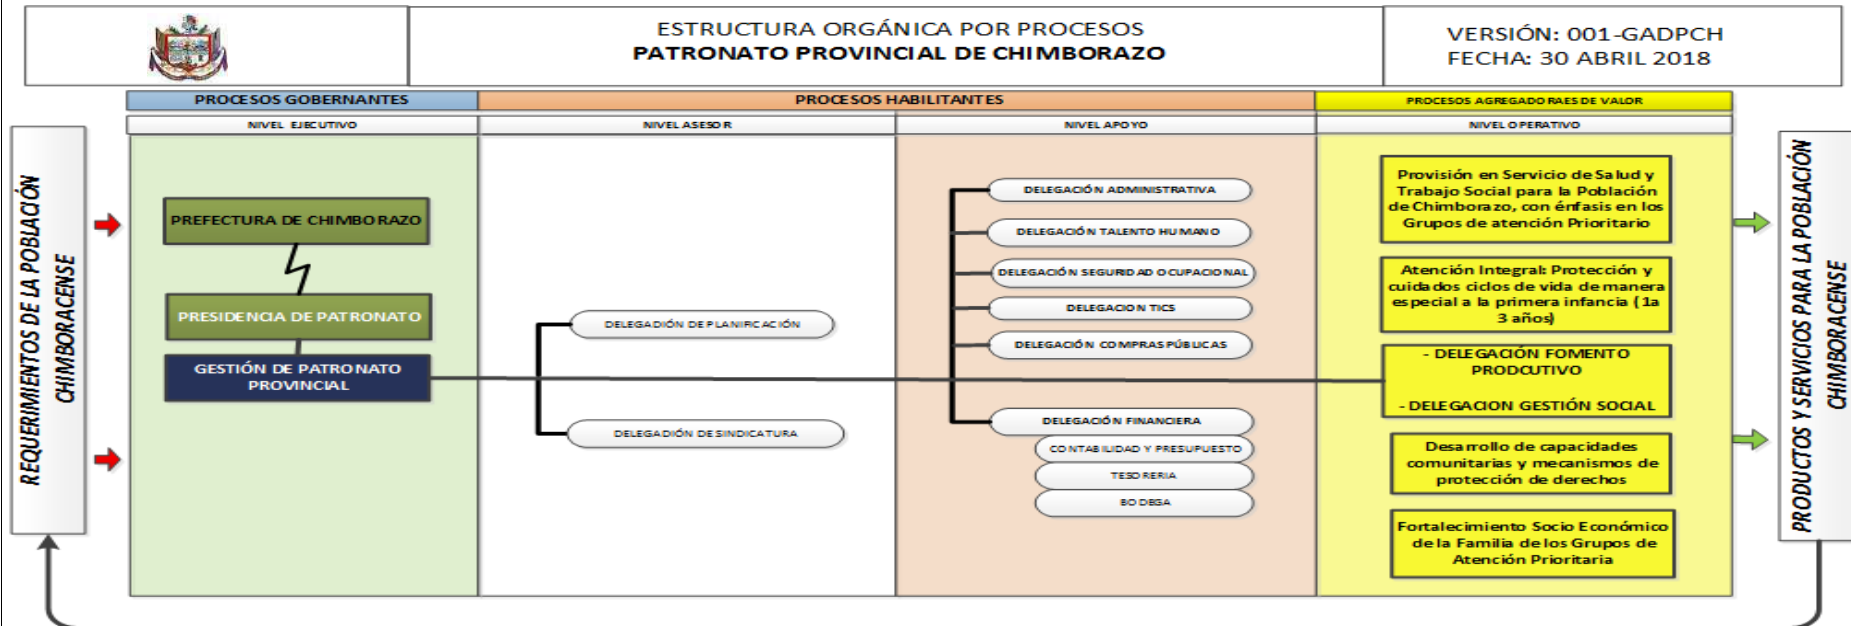 ESTRUCTURA ORGÁNICA POR PROCESOS
PATRONATO PROVINCIAL DE CHIMBORAZO
VERSIÓN: 001-GADPCH
FECHA: 30 ABRIL 2018
PROCESOS GOBERNANTES
PROCESOS HABILITANTES
PROCESOS AGREGADORAES DE VALOR
NIVEL EJECUTIVO
NIVEL ASESOR
NIVEL APOYO
NIVEL OPERATIVO
REQUERIMIENTOS DE LA POBLACIÓN
CHIMBORACENSE
PREFECTURA DE CHIMBORAZO
PRESIDENCIA DE PATRONATO
GESTIÓN DE PATRONATO
PROVINCIAL
DELEGADIÓN DE PLANIFICACIÓN
DELEGADIÓN DE SINDICATURA
DELEGACIÓN ADMINISTRATIVA
DELEGACIÓN TALENTO HUMANO
DELEGACIÓN SEGURIDAD OCUPACIONAL
DELEGACION TICS
DELEGACIÓN COMPRAS PÚBLICAS
DELEGACIÓN FINANCIERA
CONTABILIDAD Y PRESUPUESTO
TESORERIA
BODEGA
Provisión en Servicio de Salud y
Trabajo Social para la Población
de Chimborazo, con énfasis en los
Grupos de atención Prioritario
Atención Integral: Protección y
cuidados ciclos de vida de manera
especial a la primera infancia (1a
3 años)
- DELEGACIÓN FOMENTO
PRODCUTIVO
- DELEGACION GESTIÓN SOCIAL
Desarrollo de capacidades
comunitarias y mecanismos de
protección de derechos
Fortalecimiento Socio Económico
de la Familia de los Grupos de
Atención Prioritaria
PRODUCTOS Y SERVICIOS PARA LA POBLACIÓN
CHIMBORACENSE